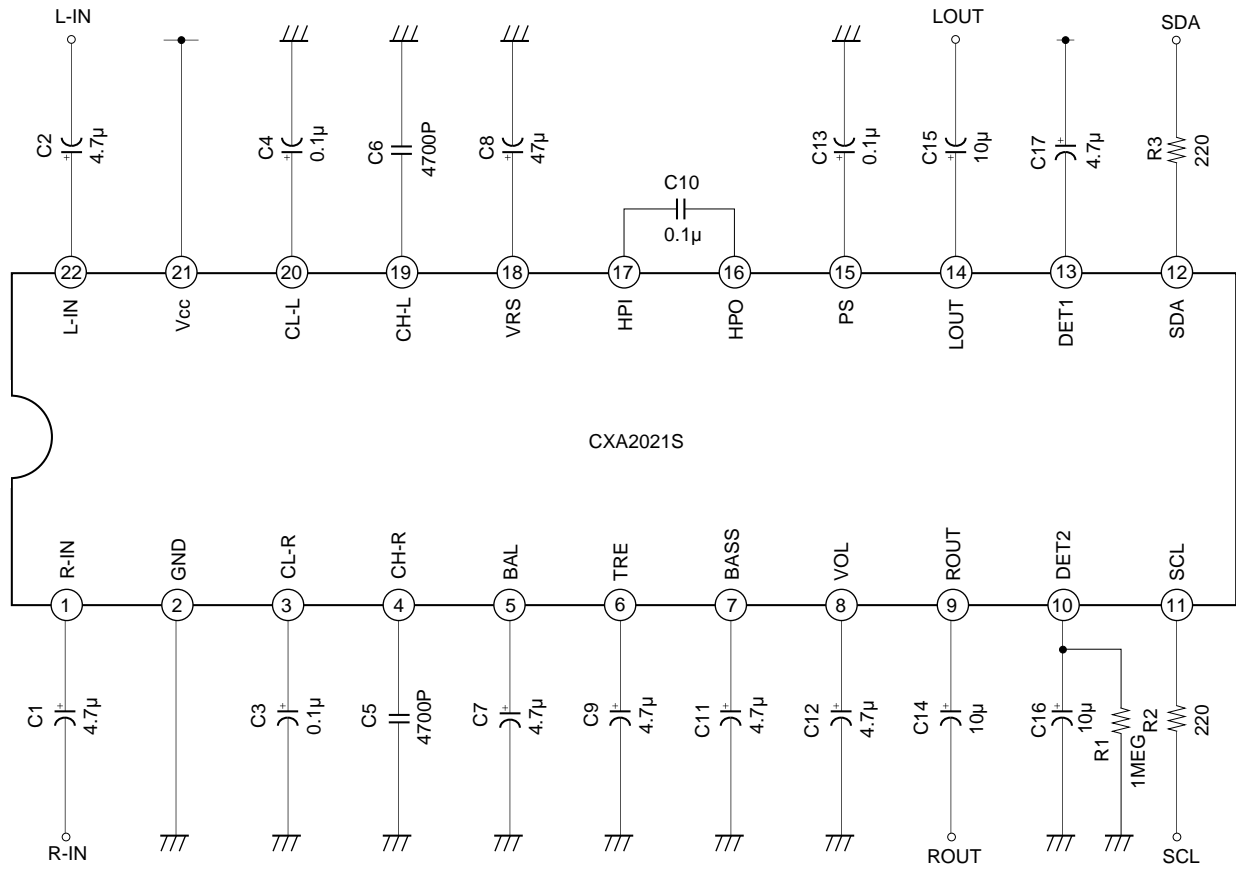 L-IN
LOUT
SDA
C2
4.7µ
+
C4
0.1µ
+
C6
4700P
C8
47µ
+
C13
0.1µ
+
C15
10µ
+
C17
4.7µ
+
R3
220
C10
0.1µ
22
21
20
19
18
17
16
15
14
13
12
L-IN
Vcc
CL-L
CH-L
VRS
HPI
HPO
PS
LOUT
DET1
SDA
CXA2021S
R-IN
GND
CL-R
CH-R
BAL
TRE
BASS
VOL
ROUT
DET2
SCL
1
2
3
4
5
6
7
8
9
10
11
C1
4.7µ
+
C3
0.1µ
+
C5
4700P
C7
4.7µ
+
C9
4.7µ
+
C11
4.7µ
+
C12
4.7µ
+
C14
10µ
+
C16
10µ
+
R1
1MEG
R2
220
R-IN
ROUT
SCL